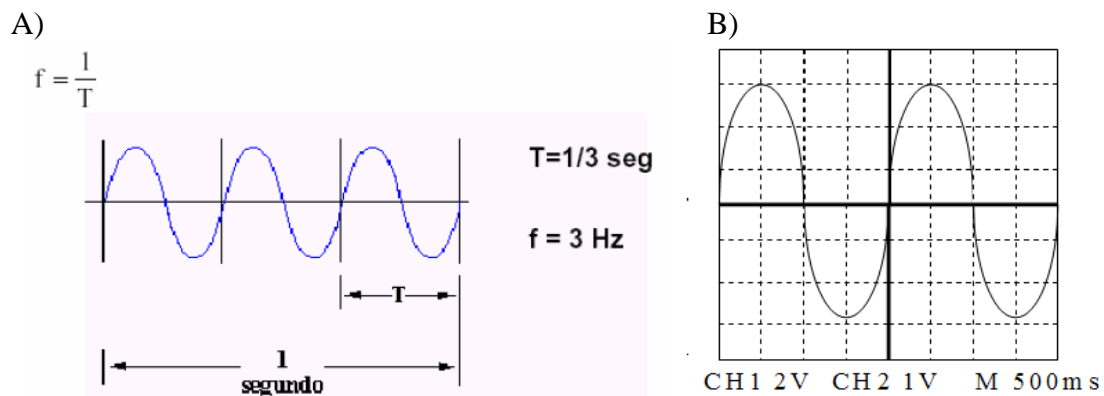 A)
B)
f = 1/T
T=1/3 seg
f = 3 Hz
T
1
segundo
CH1 2V CH2 1V M 500ms